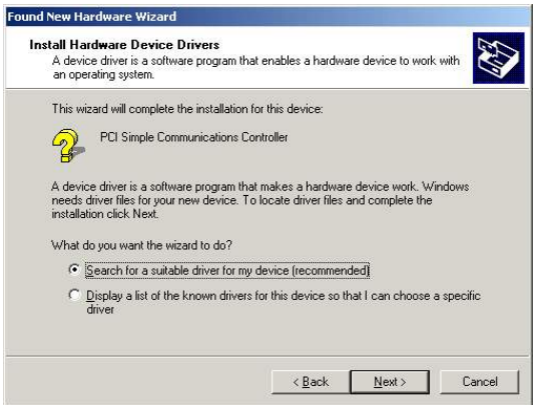 Found New Hardware Wizard
Install Hardware Device Drivers
A device driver is a software program that enables a hardware device to work with
an operating system.
This wizard will complete the installation for this device:
PCI Simple Communications Controller
A device driver is a software program that makes a hardware device work. Windows
needs driver files for your new device. To locate driver files and complete the
installation click Next.
What do you want the wizard to do?
Search for a suitable driver for my device (recommended)
Display a list of the known drivers for this device so that I can choose a specific
driver
< Back
Next >
Cancel